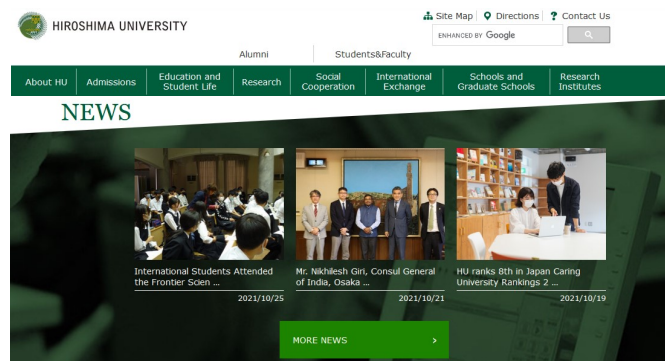 Site Map
Directions
? Contact Us
HIROSHIMA UNIVERSITY
ENHANCED BY Google
Alumni
Students&Faculty
About HU
Admissions
Education and
Student Life
Research
Social
Cooperation
International
Exchange
Schools and
Graduate Schools
Research
Institutes
NEWS
International Students Attended
the Frontier Scien ...
2021/10/25
Mr. Nikhilesh Giri, Consul General
of India, Osaka ...
2021/10/21
HU ranks 8th in Japan Caring
University Rankings 2 ...
2021/10/19
MORE NEWS >